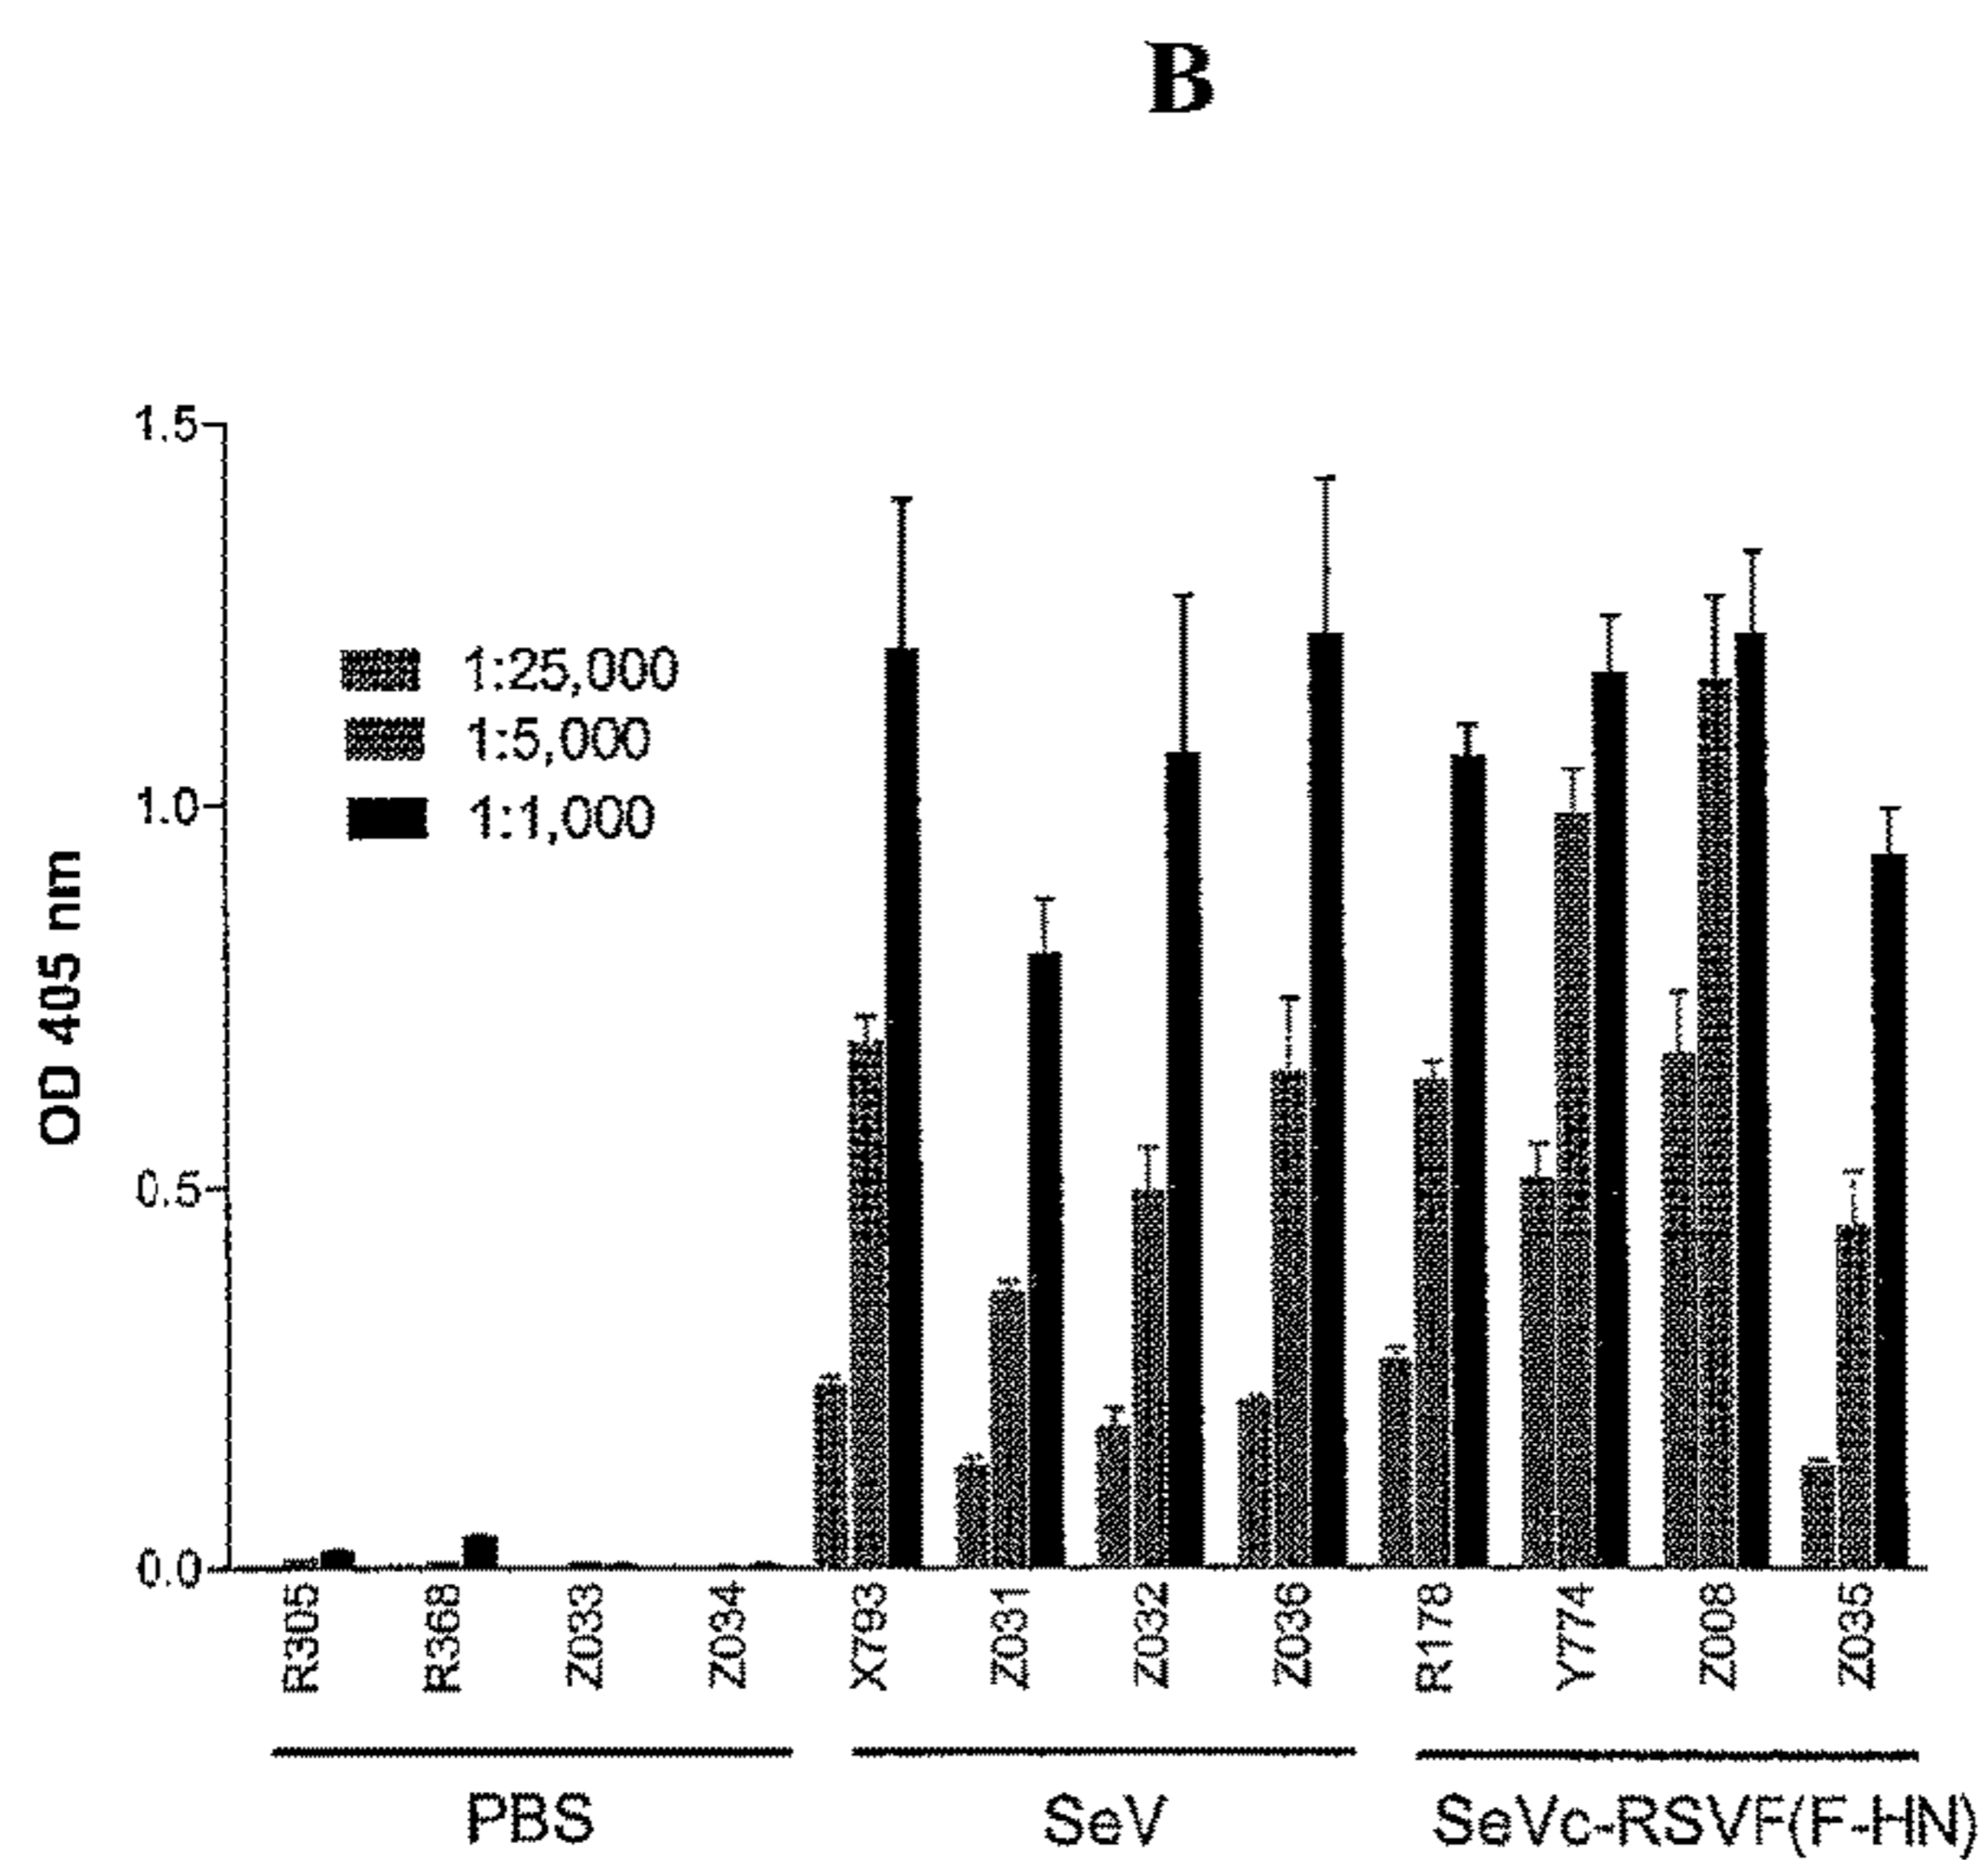 B
1.5
1.0
0.5
0.0
OD 405 nm
1:25,000
1:5,000
1:1,000
R305
R368
Z033
Z034
X793
Z031
Z032
Z036
R178
Y774
Z008
Z035
PBS
SeV
SeVc-RSVF(F-HN)